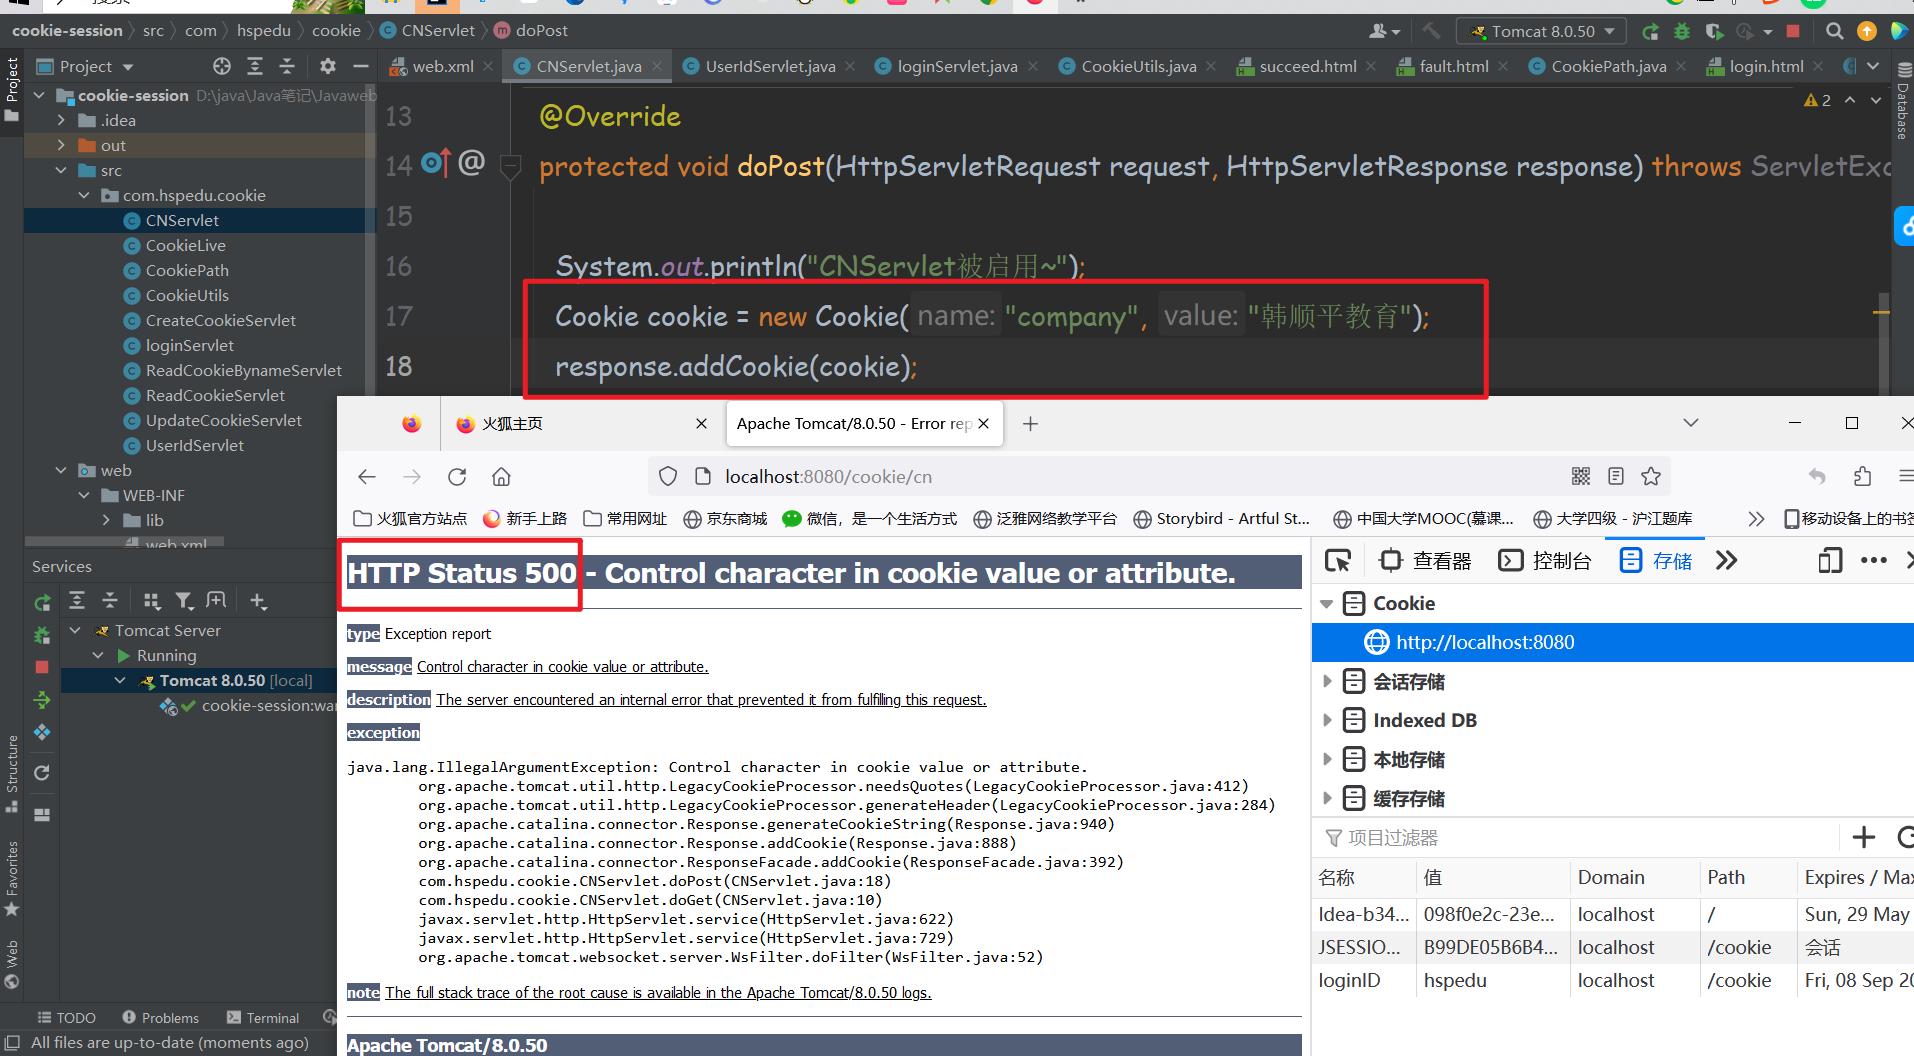 cookie-session src com hspedu cookie CNServlet doPost
Tomcat 8.0.50
Project
web.xml CNServlet.java UserIdServlet.java loginServlet.java CookieUtils.java succeed.html fault.html CookiePath.java login.html
Project
Database
cookie-session D:\java\Java笔记\Javaweb
.idea
out
src
com.hspedu.cookie
CNServlet
CookieLive
CookiePath
CookieUtils
CreateCookieServlet
loginServlet
ReadCookieBynameServlet
ReadCookieServlet
UpdateCookieServlet
UserIdServlet
web
WEB-INF
lib
web.xml
2
13 @Override
14 @ protected void doPost(HttpServletRequest request, HttpServletResponse response) throws ServletExc
15
16 System.out.println("CNServlet被启用~");
17 Cookie cookie = new Cookie( name: "company", value: "韩顺平教育");
18 response.addCookie(cookie);
Services
Tomcat Server
Running
Tomcat 8.0.50 [local]
cookie-session:war
Structure
Favorites
Web
TODO Problems Terminal
All files are up-to-date (moments ago)
火狐主页 Apache Tomcat/8.0.50 - Error rep
localhost:8080/cookie/cn
火狐官方站点 新手上路 常用网址 京东商城 微信，是一个生活方式 泛雅网络教学平台 Storybird - Artful St... 中国大学MOOC(慕课... 大学四级 - 沪江题库 移动设备上的书签
HTTP Status 500 - Control character in cookie value or attribute.
type Exception report
message Control character in cookie value or attribute.
description The server encountered an internal error that prevented it from fulfilling this request.
exception
java.lang.IllegalArgumentException: Control character in cookie value or attribute.
org.apache.tomcat.util.http.LegacyCookieProcessor.needsQuotes(LegacyCookieProcessor.java:412)
org.apache.tomcat.util.http.LegacyCookieProcessor.generateHeader(LegacyCookieProcessor.java:284)
org.apache.catalina.connector.Response.generateCookieString(Response.java:940)
org.apache.catalina.connector.Response.addCookie(Response.java:888)
org.apache.catalina.connector.ResponseFacade.addCookie(ResponseFacade.java:392)
com.hspedu.cookie.CNServlet.doPost(CNServlet.java:18)
com.hspedu.cookie.CNServlet.doGet(CNServlet.java:10)
javax.servlet.http.HttpServlet.service(HttpServlet.java:622)
javax.servlet.http.HttpServlet.service(HttpServlet.java:729)
org.apache.tomcat.websocket.server.WsFilter.doFilter(WsFilter.java:52)
note The full stack trace of the root cause is available in the Apache Tomcat/8.0.50 logs.
Apache Tomcat/8.0.50
查看器 控制台 存储
Cookie
http://localhost:8080
会话存储
Indexed DB
本地存储
缓存存储
项目过滤器
名称 值 Domain Path Expires / Max
Idea-b34... 098f0e2c-23e... localhost / Sun, 29 May
JSESSIO... B99DE05B6B4... localhost /cookie 会话
loginID hspedu localhost /cookie Fri, 08 Sep 20